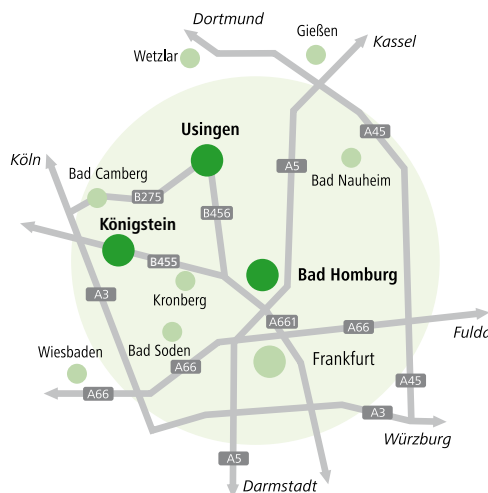 Dortmund
Gießen
Kassel
Wetzlar
Usingen
A45
Köln
A5
Bad Camberg
Bad Nauheim
B275
B456
Königstein
B455
Bad Homburg
A3
Kronberg
A661
A66
Fulda
Bad Soden
Wiesbaden
A66
Frankfurt
A66
A45
A3
Würzburg
A5
Darmstadt